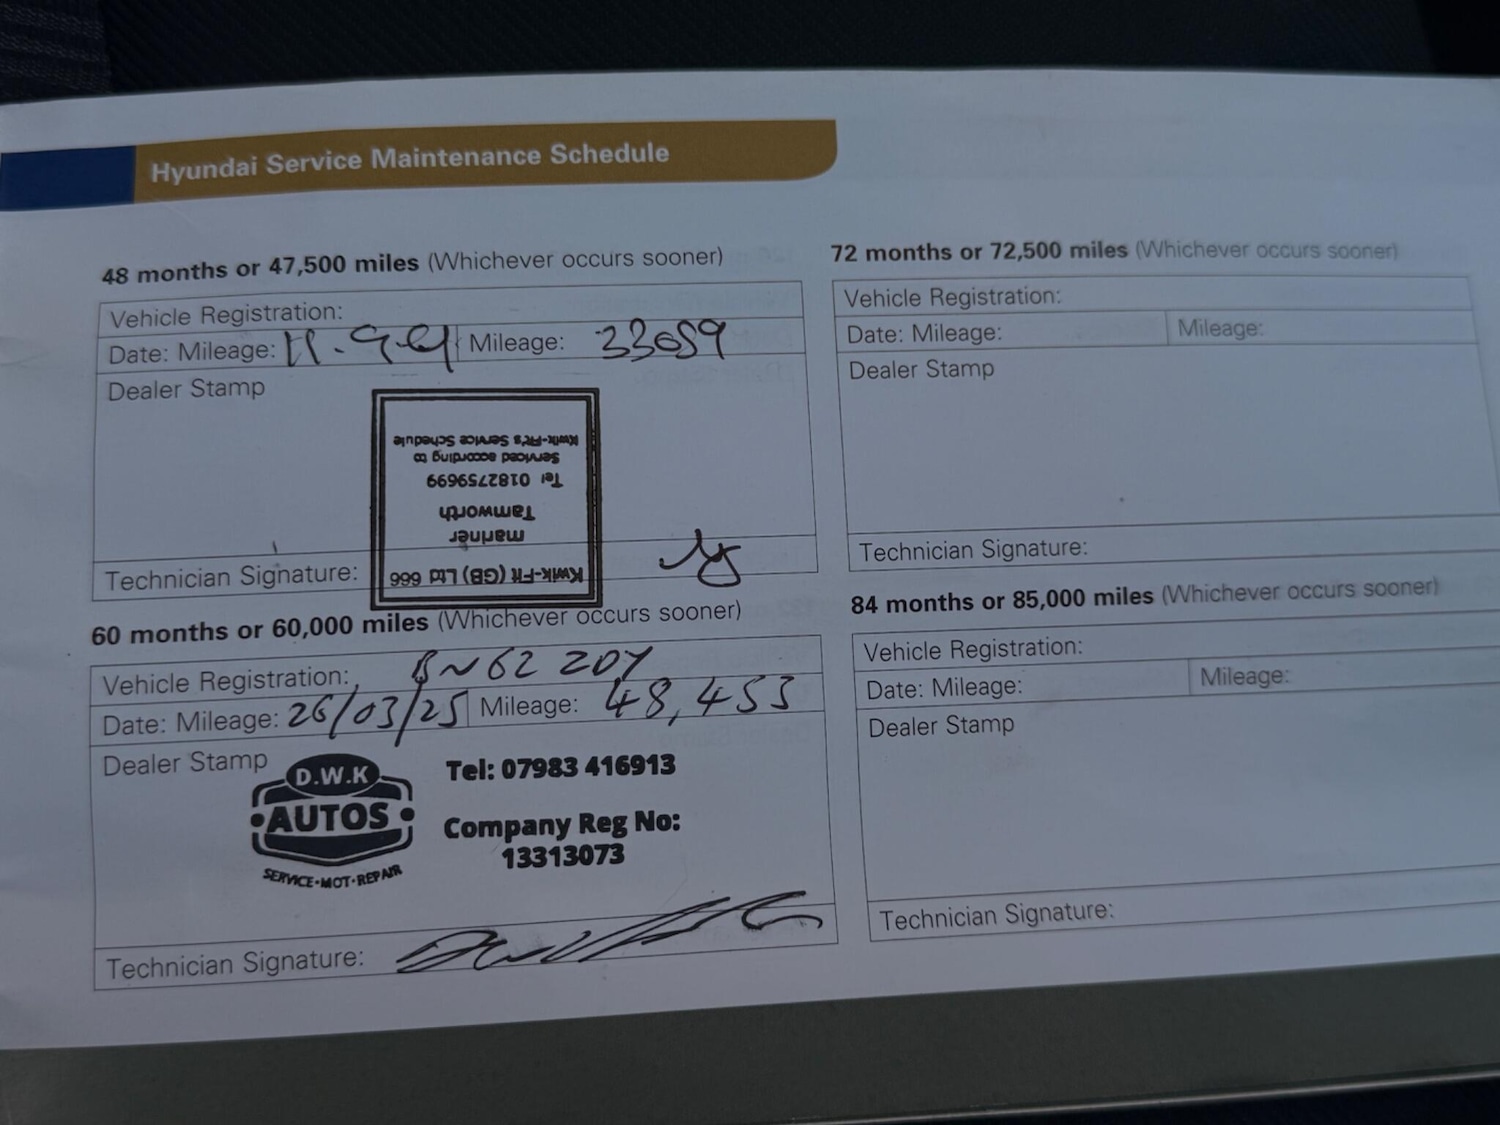 Hyundai Service Maintenance Schedule
48 months or 47,500 miles (Whichever occurs sooner)
Vehicle Registration:
Date: Mileage:
Mileage: 33059
Dealer Stamp
Kwik-Fit (GB) Ltd 666
mariner
Tamworth
Tel 0182759699
Serviced according to
Kwik-Fit's Service Schedule
Technician Signature:
60 months or 60,000 miles (Whichever occurs sooner)
Vehicle Registration: BN62 ZOY
Date: Mileage: 26/03/25 Mileage: 48,453
Dealer Stamp
D.W.K
AUTOS
SERVICE•MOT•REPAIR
Tel: 07983 416913
Company Reg No:
13313073
Technician Signature:
72 months or 72,500 miles (Whichever occurs sooner)
Vehicle Registration:
Date: Mileage: Mileage:
Dealer Stamp
Technician Signature:
84 months or 85,000 miles (Whichever occurs sooner)
Vehicle Registration:
Date: Mileage: Mileage:
Dealer Stamp
Technician Signature: